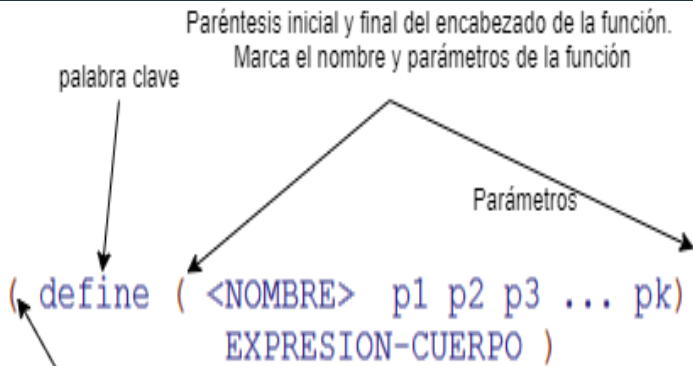 Paréntesis inicial y final del encabezado de la función.
Marca el nombre y parámetros de la función
palabra clave
Parámetros
( define ( <NOMBRE> p1 p2 p3 ... pk)
EXPRESION-CUERPO )